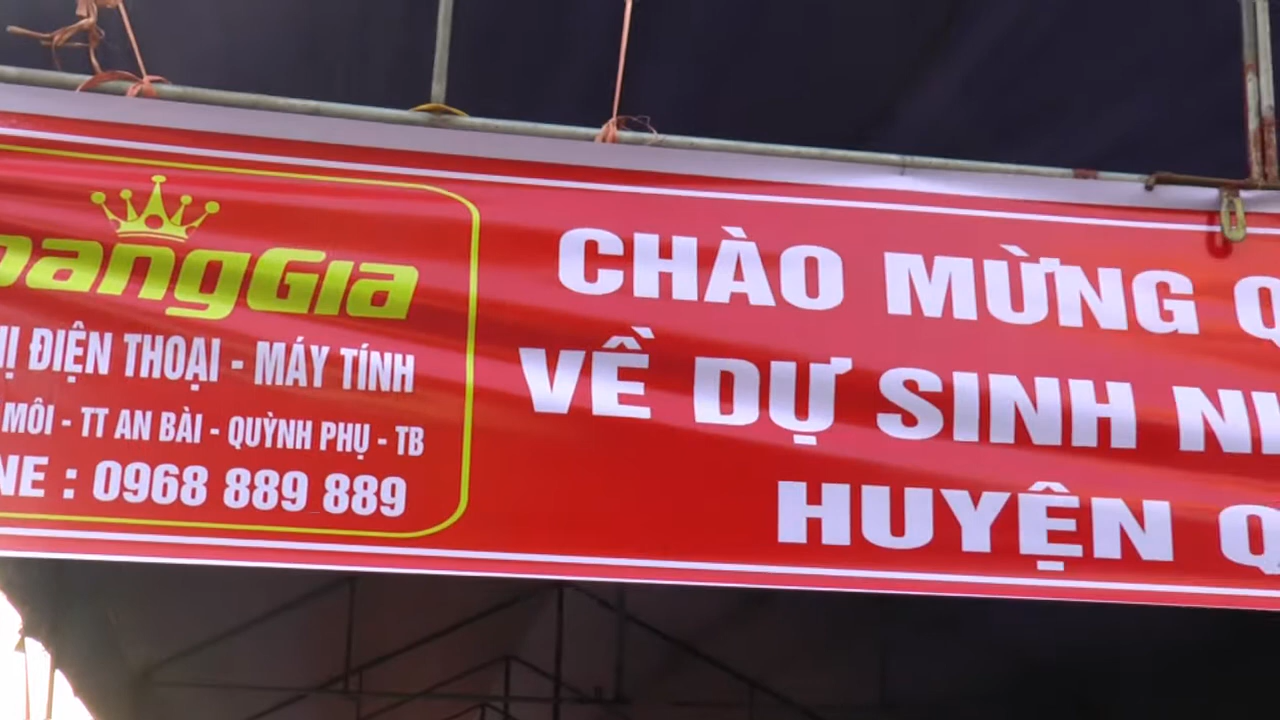 oangGia
CHÀO MỪNG Q
Ị ĐIỆN THOẠI - MÁY TÍNH
VỀ DỰ SINH NH
MÔI - TT AN BÀI - QUỲNH PHỤ - TB
NE : 0968 889 889
HUYỆN Q